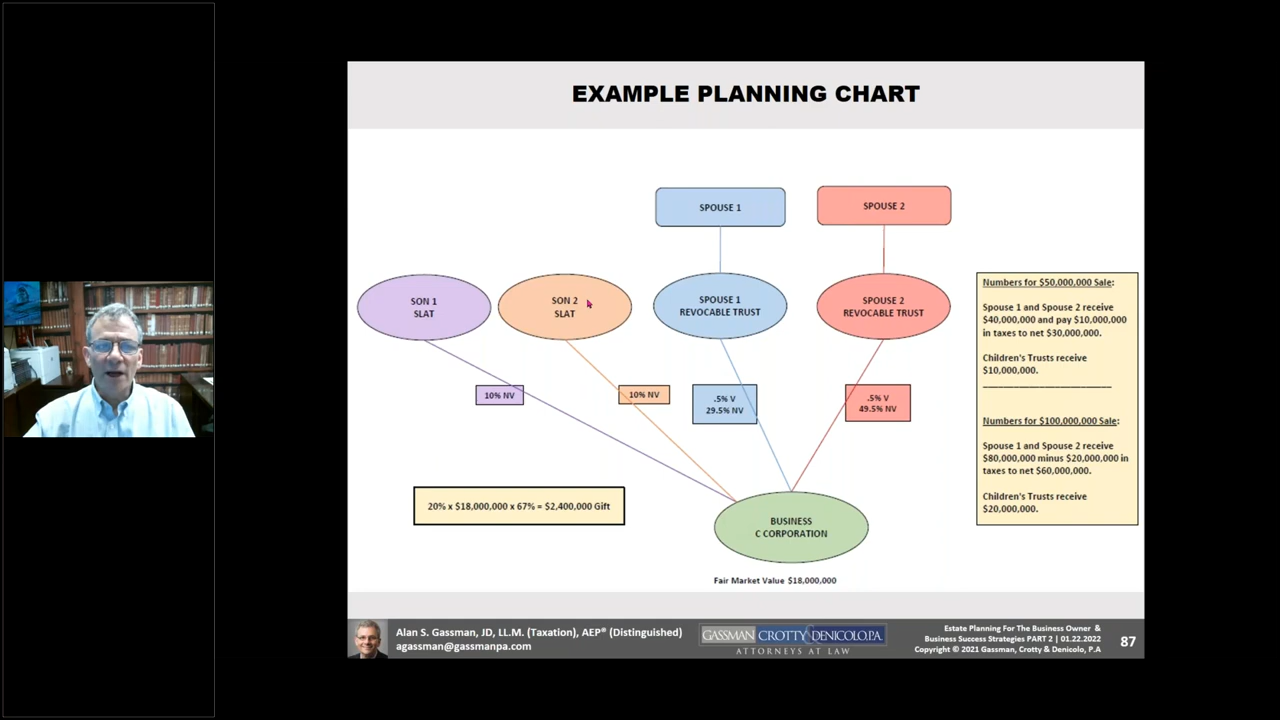 EXAMPLE PLANNING CHART
SPOUSE 1
SPOUSE 2
SON 1
SLAT
SON 2
SLAT
SPOUSE 1
REVOCABLE TRUST
SPOUSE 2
REVOCABLE TRUST
10% NV
10% NV
.5% V
29.5% NV
.5% V
49.5% NV
20% x $18,000,000 x 67% = $2,400,000 Gift
BUSINESS
C CORPORATION
Fair Market Value $18,000,000
Numbers for $50,000,000 Sale:
Spouse 1 and Spouse 2 receive
$40,000,000 and pay $10,000,000
in taxes to net $30,000,000.
Children's Trusts receive
$10,000,000.
Numbers for $100,000,000 Sale:
Spouse 1 and Spouse 2 receive
$80,000,000 minus $20,000,000 in
taxes to net $60,000,000.
Children's Trusts receive
$20,000,000.
Alan S. Gassman, JD, LL.M. (Taxation), AEP® (Distinguished)
agassman@gassmanpa.com
GASSMAN CROTTY DENICOLO, P.A.
ATTORNEYS AT LAW
Estate Planning For The Business Owner &
Business Success Strategies PART 2 | 01.22.2022
Copyright © 2021 Gassman, Crotty & Denicolo, P.A
87